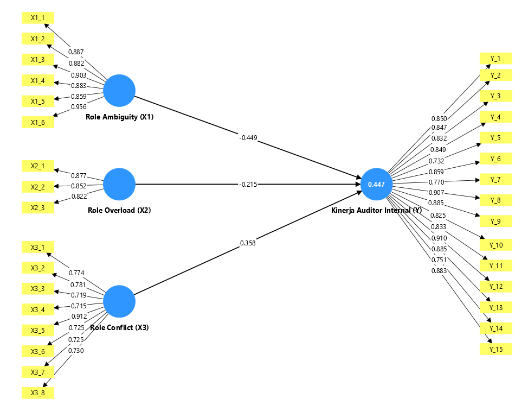 X1_1
X1_2
X1_3
X1_4
X1_5
X1_6
0.887
0.882
0.903
0.883
0.859
0.956
Role Ambiguity (X1)
X2_1
X2_2
X2_3
0.877
0.852
0.822
Role Overload (X2)
X3_1
X3_2
X3_3
X3_4
X3_5
X3_6
X3_7
X3_8
0.774
0.781
0.719
0.715
0.912
0.725
0.725
0.730
Role Conflict (X3)
-0.449
-0.215
0.353
0.447
Kinerja Auditor Internal (Y)
0.850
0.847
0.832
0.849
0.732
0.859
0.770
0.907
0.885
0.825
0.833
0.910
0.885
0.751
0.883
Y_1
Y_2
Y_3
Y_4
Y_5
Y_6
Y_7
Y_8
Y_9
Y_10
Y_11
Y_12
Y_13
Y_14
Y_15